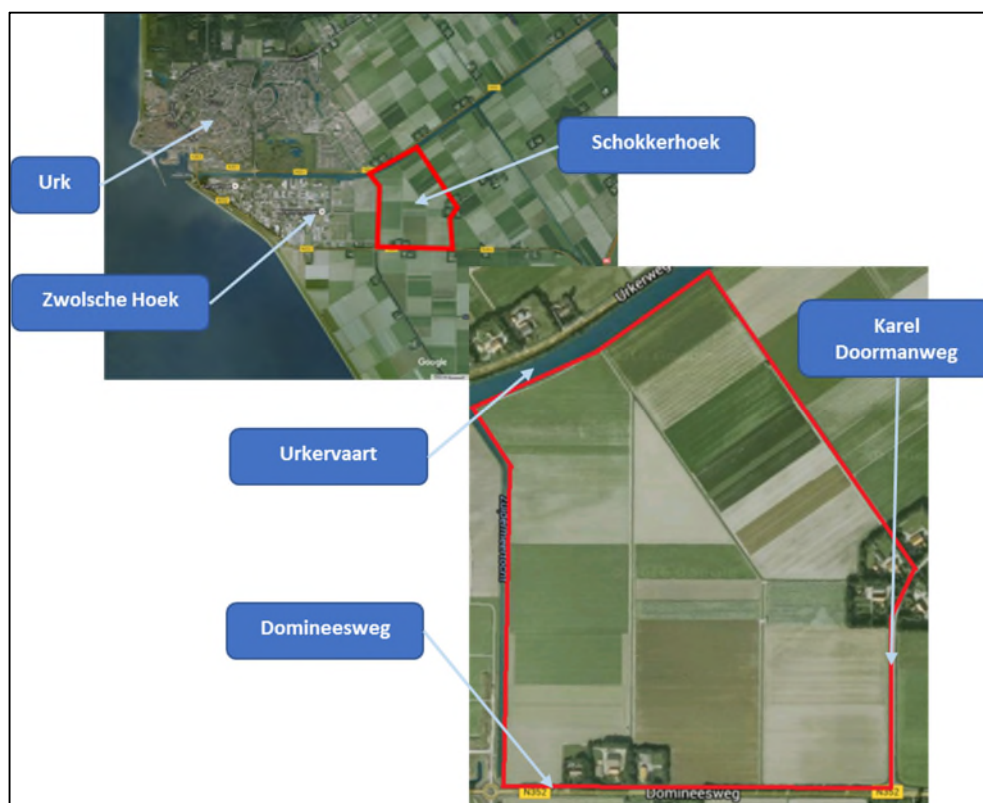 Urk
Schokkerhoek
Zwolsche Hoek
Google
Urkerweg
Karel
Doormanweg
Urkervaart
Domineesweg
N352
Domineesweg
N352